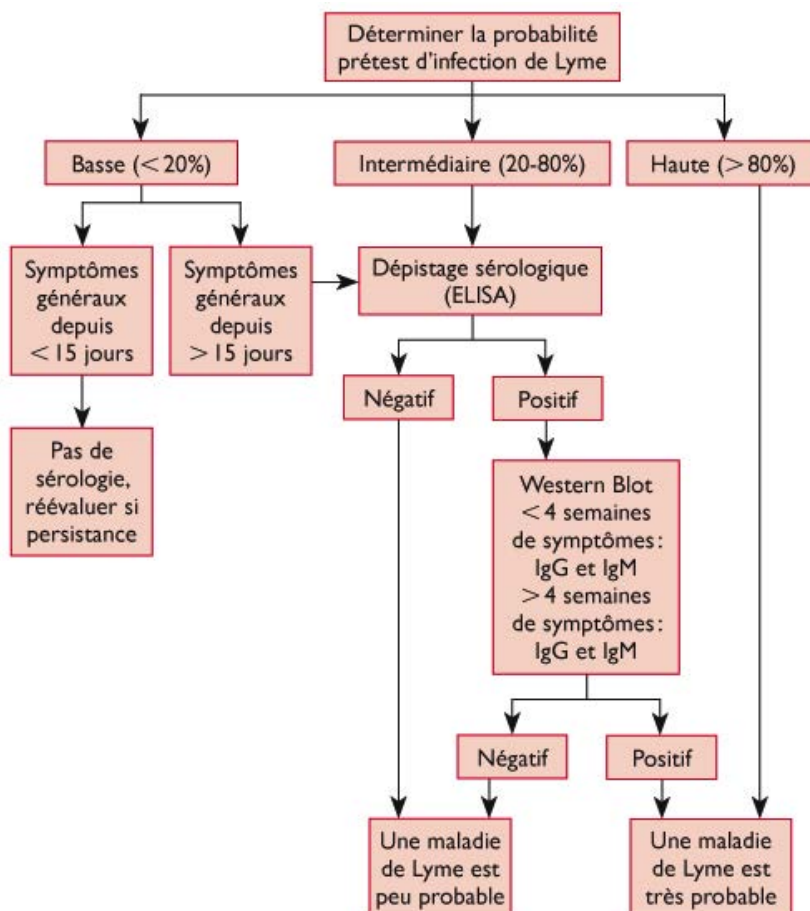 Déterminer la probabilité
prétest d'infection de Lyme
Basse (<20%)
Intermédiaire (20-80%)
Haute (>80%)
Symptômes
généraux
depuis
<15 jours
Symptômes
généraux
depuis
>15 jours
Dépistage sérologique
(ELISA)
Négatif
Positif
Pas de
sérologie,
réévaluer si
persistance
Western Blot
<4 semaines
de symptômes:
IgG et IgM
>4 semaines
de symptômes:
IgG et IgM
Négatif
Positif
Une maladie
de Lyme est
peu probable
Une maladie
de Lyme est
très probable